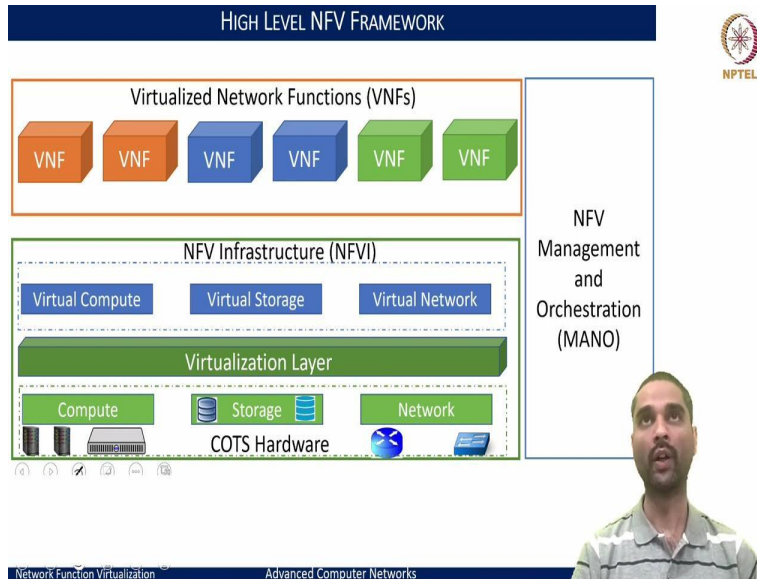 HIGH LEVEL NFV FRAMEWORK
NPTEL
Virtualized Network Functions (VNFs)
VNF
VNF
VNF
VNF
VNF
VNF
NFV
Management
and
Orchestration
(MANO)
NFV Infrastructure (NFVI)
Virtual Compute
Virtual Storage
Virtual Network
Virtualization Layer
Compute
Storage
Network
COTS Hardware
Network Function Virtualization
Advanced Computer Networks